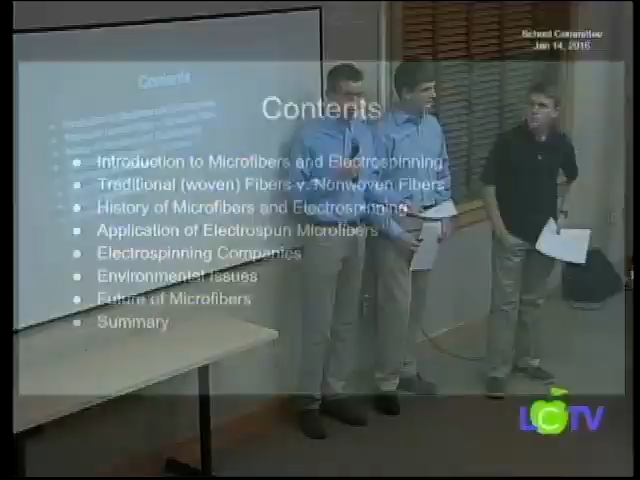 School Committee
Jan 14, 2016
Contents
Contents
• Introduction to Microfibers and Electrospinning
• Traditional (woven) Fibers v. Nonwoven Fibers
• History of Microfibers and Electrospinning
• Application of Electrospun Microfibers
• Electrospinning Companies
• Environmental Issues
• Future of Microfibers
• Summary
LCTV